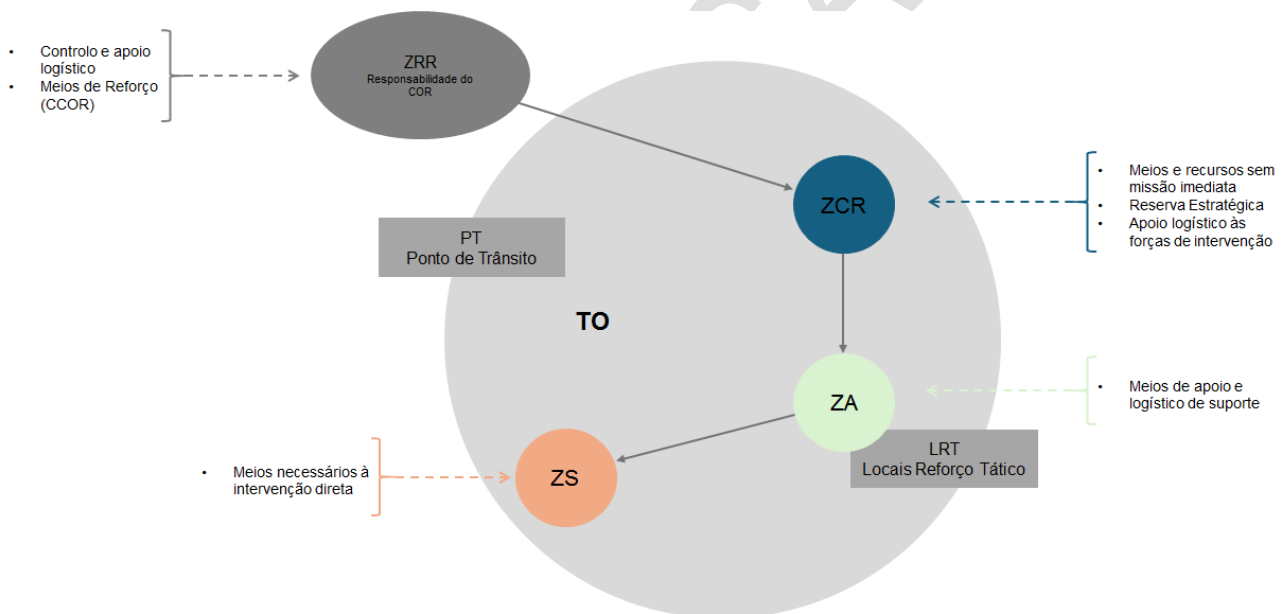 • Controlo e apoio
logístico
• Meios de Reforço
(CCOR)
ZRR
Responsabilidade do
COR
ZCR
• Meios e recursos sem
missão imediata
• Reserva Estratégica
• Apoio logístico às
forças de intervenção
PT
Ponto de Trânsito
TO
ZA
• Meios de apoio e
logístico de suporte
LRT
Locais Reforço Tático
ZS
• Meios necessários à
intervenção direta